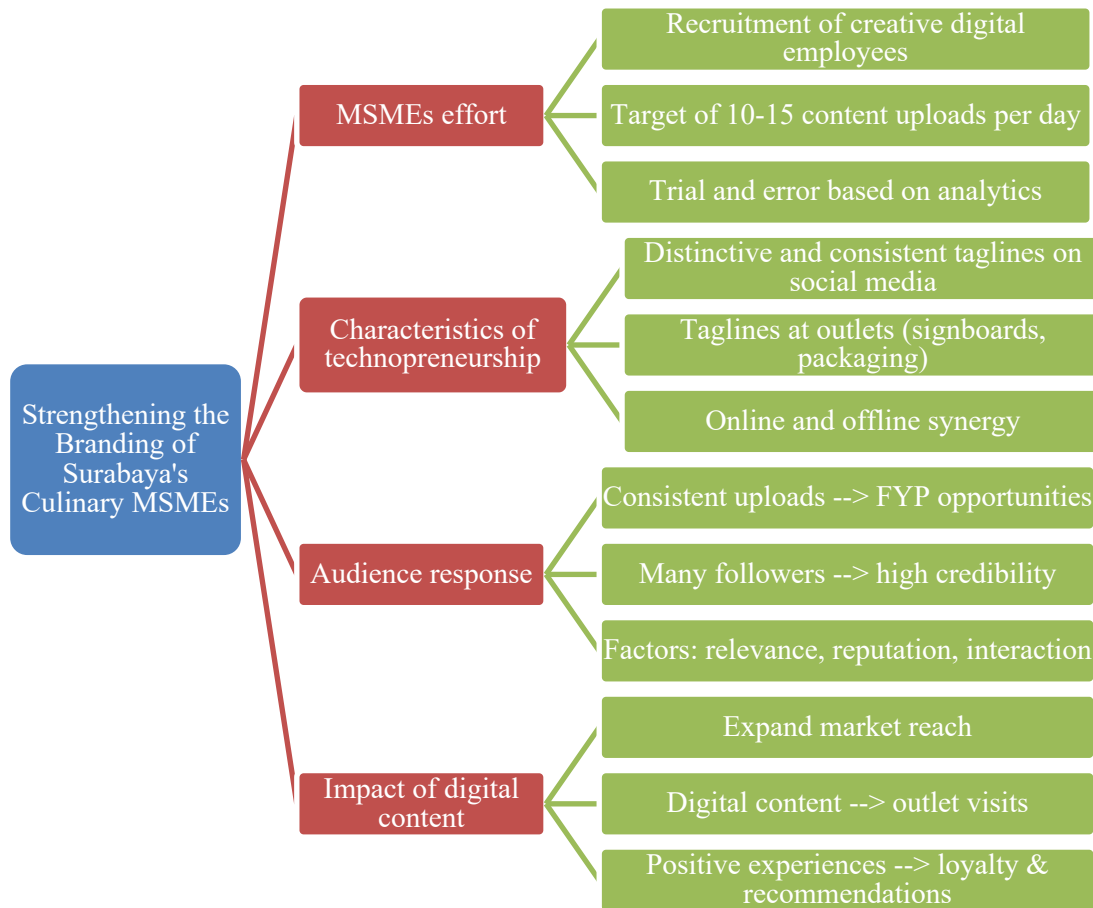 Strengthening the
Branding of
Surabaya's
Culinary MSMEs
MSMEs effort
Recruitment of creative digital
employees
Target of 10-15 content uploads per day
Trial and error based on analytics
Characteristics of
technopreneurship
Distinctive and consistent taglines on
social media
Taglines at outlets (signboards,
packaging)
Online and offline synergy
Audience response
Consistent uploads --> FYP opportunities
Many followers --> high credibility
Factors: relevance, reputation, interaction
Impact of digital
content
Expand market reach
Digital content --> outlet visits
Positive experiences --> loyalty &
recommendations